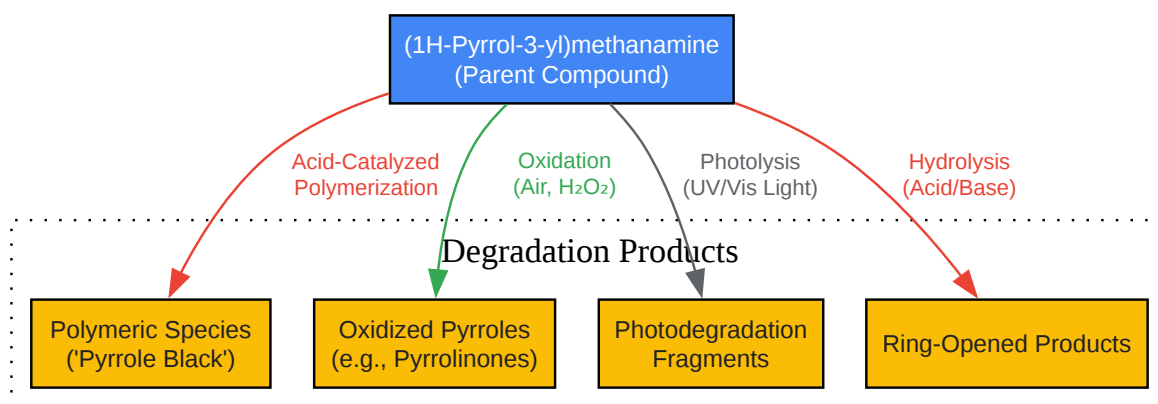 (1H-Pyrrol-3-yl)methanamine
(Parent Compound)
Acid-Catalyzed
Polymerization
Oxidation
(Air, H₂O₂)
Photolysis
(UV/Vis Light)
Hydrolysis
(Acid/Base)
Degradation Products
Polymeric Species
('Pyrrole Black')
Oxidized Pyrroles
(e.g., Pyrrolinones)
Photodegradation
Fragments
Ring-Opened Products